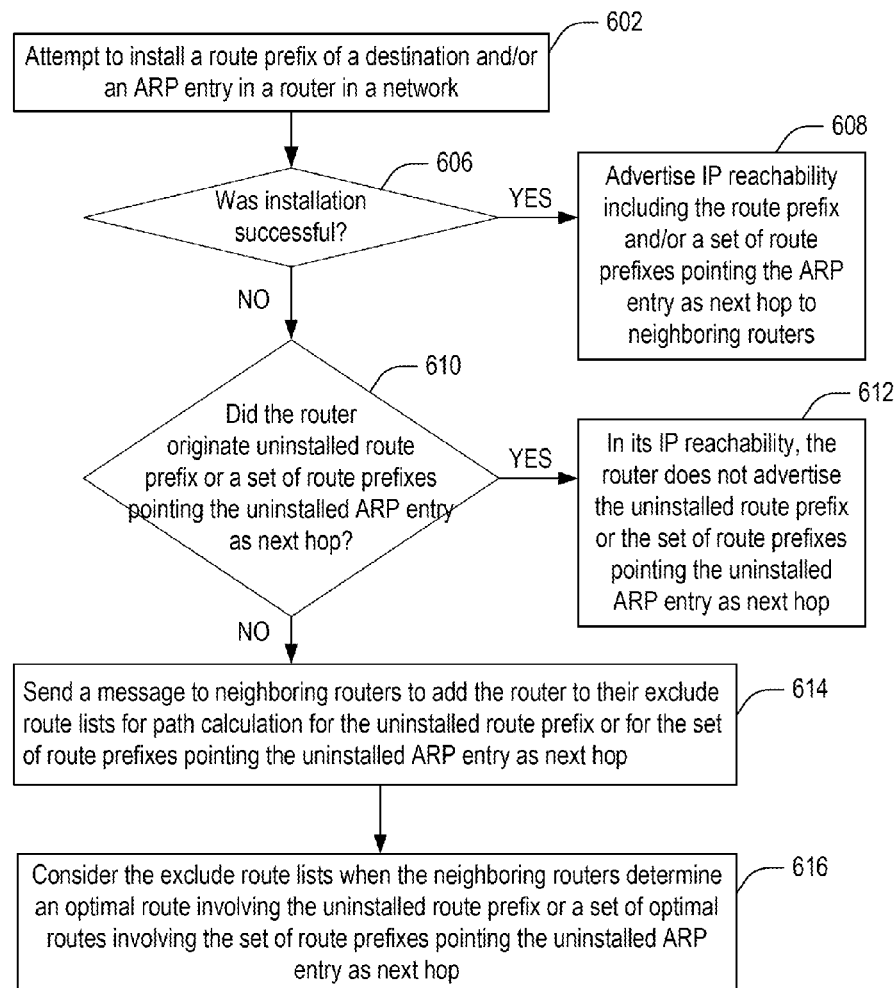 602
Attempt to install a route prefix of a destination and/or
an ARP entry in a router in a network
606
Was installation
successful?
YES
608
Advertise IP reachability
including the route prefix
and/or a set of route
prefixes pointing the ARP
entry as next hop to
neighboring routers
NO
610
Did the router
originate uninstalled route
prefix or a set of route prefixes
pointing the uninstalled ARP entry
as next hop?
YES
612
In its IP reachability, the
router does not advertise
the uninstalled route prefix
or the set of route prefixes
pointing the uninstalled
ARP entry as next hop
NO
614
Send a message to neighboring routers to add the router to their exclude
route lists for path calculation for the uninstalled route prefix or for the set
of route prefixes pointing the uninstalled ARP entry as next hop
616
Consider the exclude route lists when the neighboring routers determine
an optimal route involving the uninstalled route prefix or a set of optimal
routes involving the set of route prefixes pointing the uninstalled ARP
entry as next hop